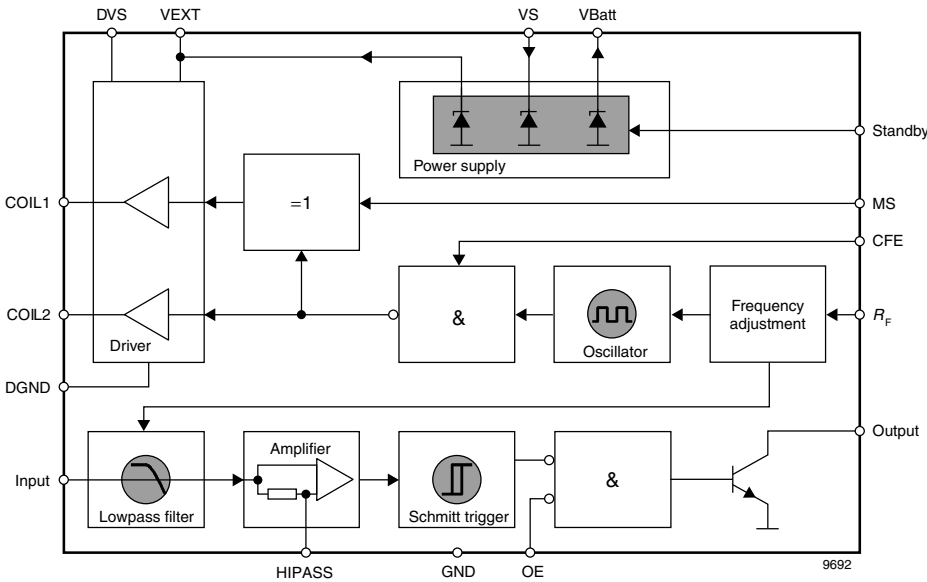 DVS VEXT VS VBatt
Standby
Power supply
COIL1 =1 MS
CFE
COIL2 & Frequency
adjustment R_F
Driver Oscillator
DGND
Output
Amplifier
Input &
Lowpass filter Schmitt trigger
HIPASS GND OE 9692